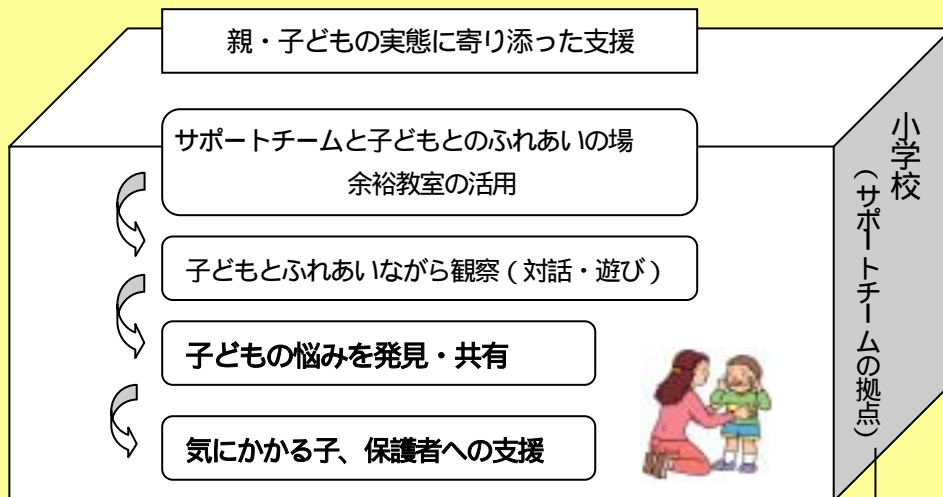 親・子どもの実態に寄り添った支援
サポートチームと子どもとのふれあいの場
余裕教室の活用
子どもとふれあいながら観察(対話・遊び)
子どもの悩みを発見・共有
気にかかる子、保護者への支援
小学校
(サポートチームの拠点)